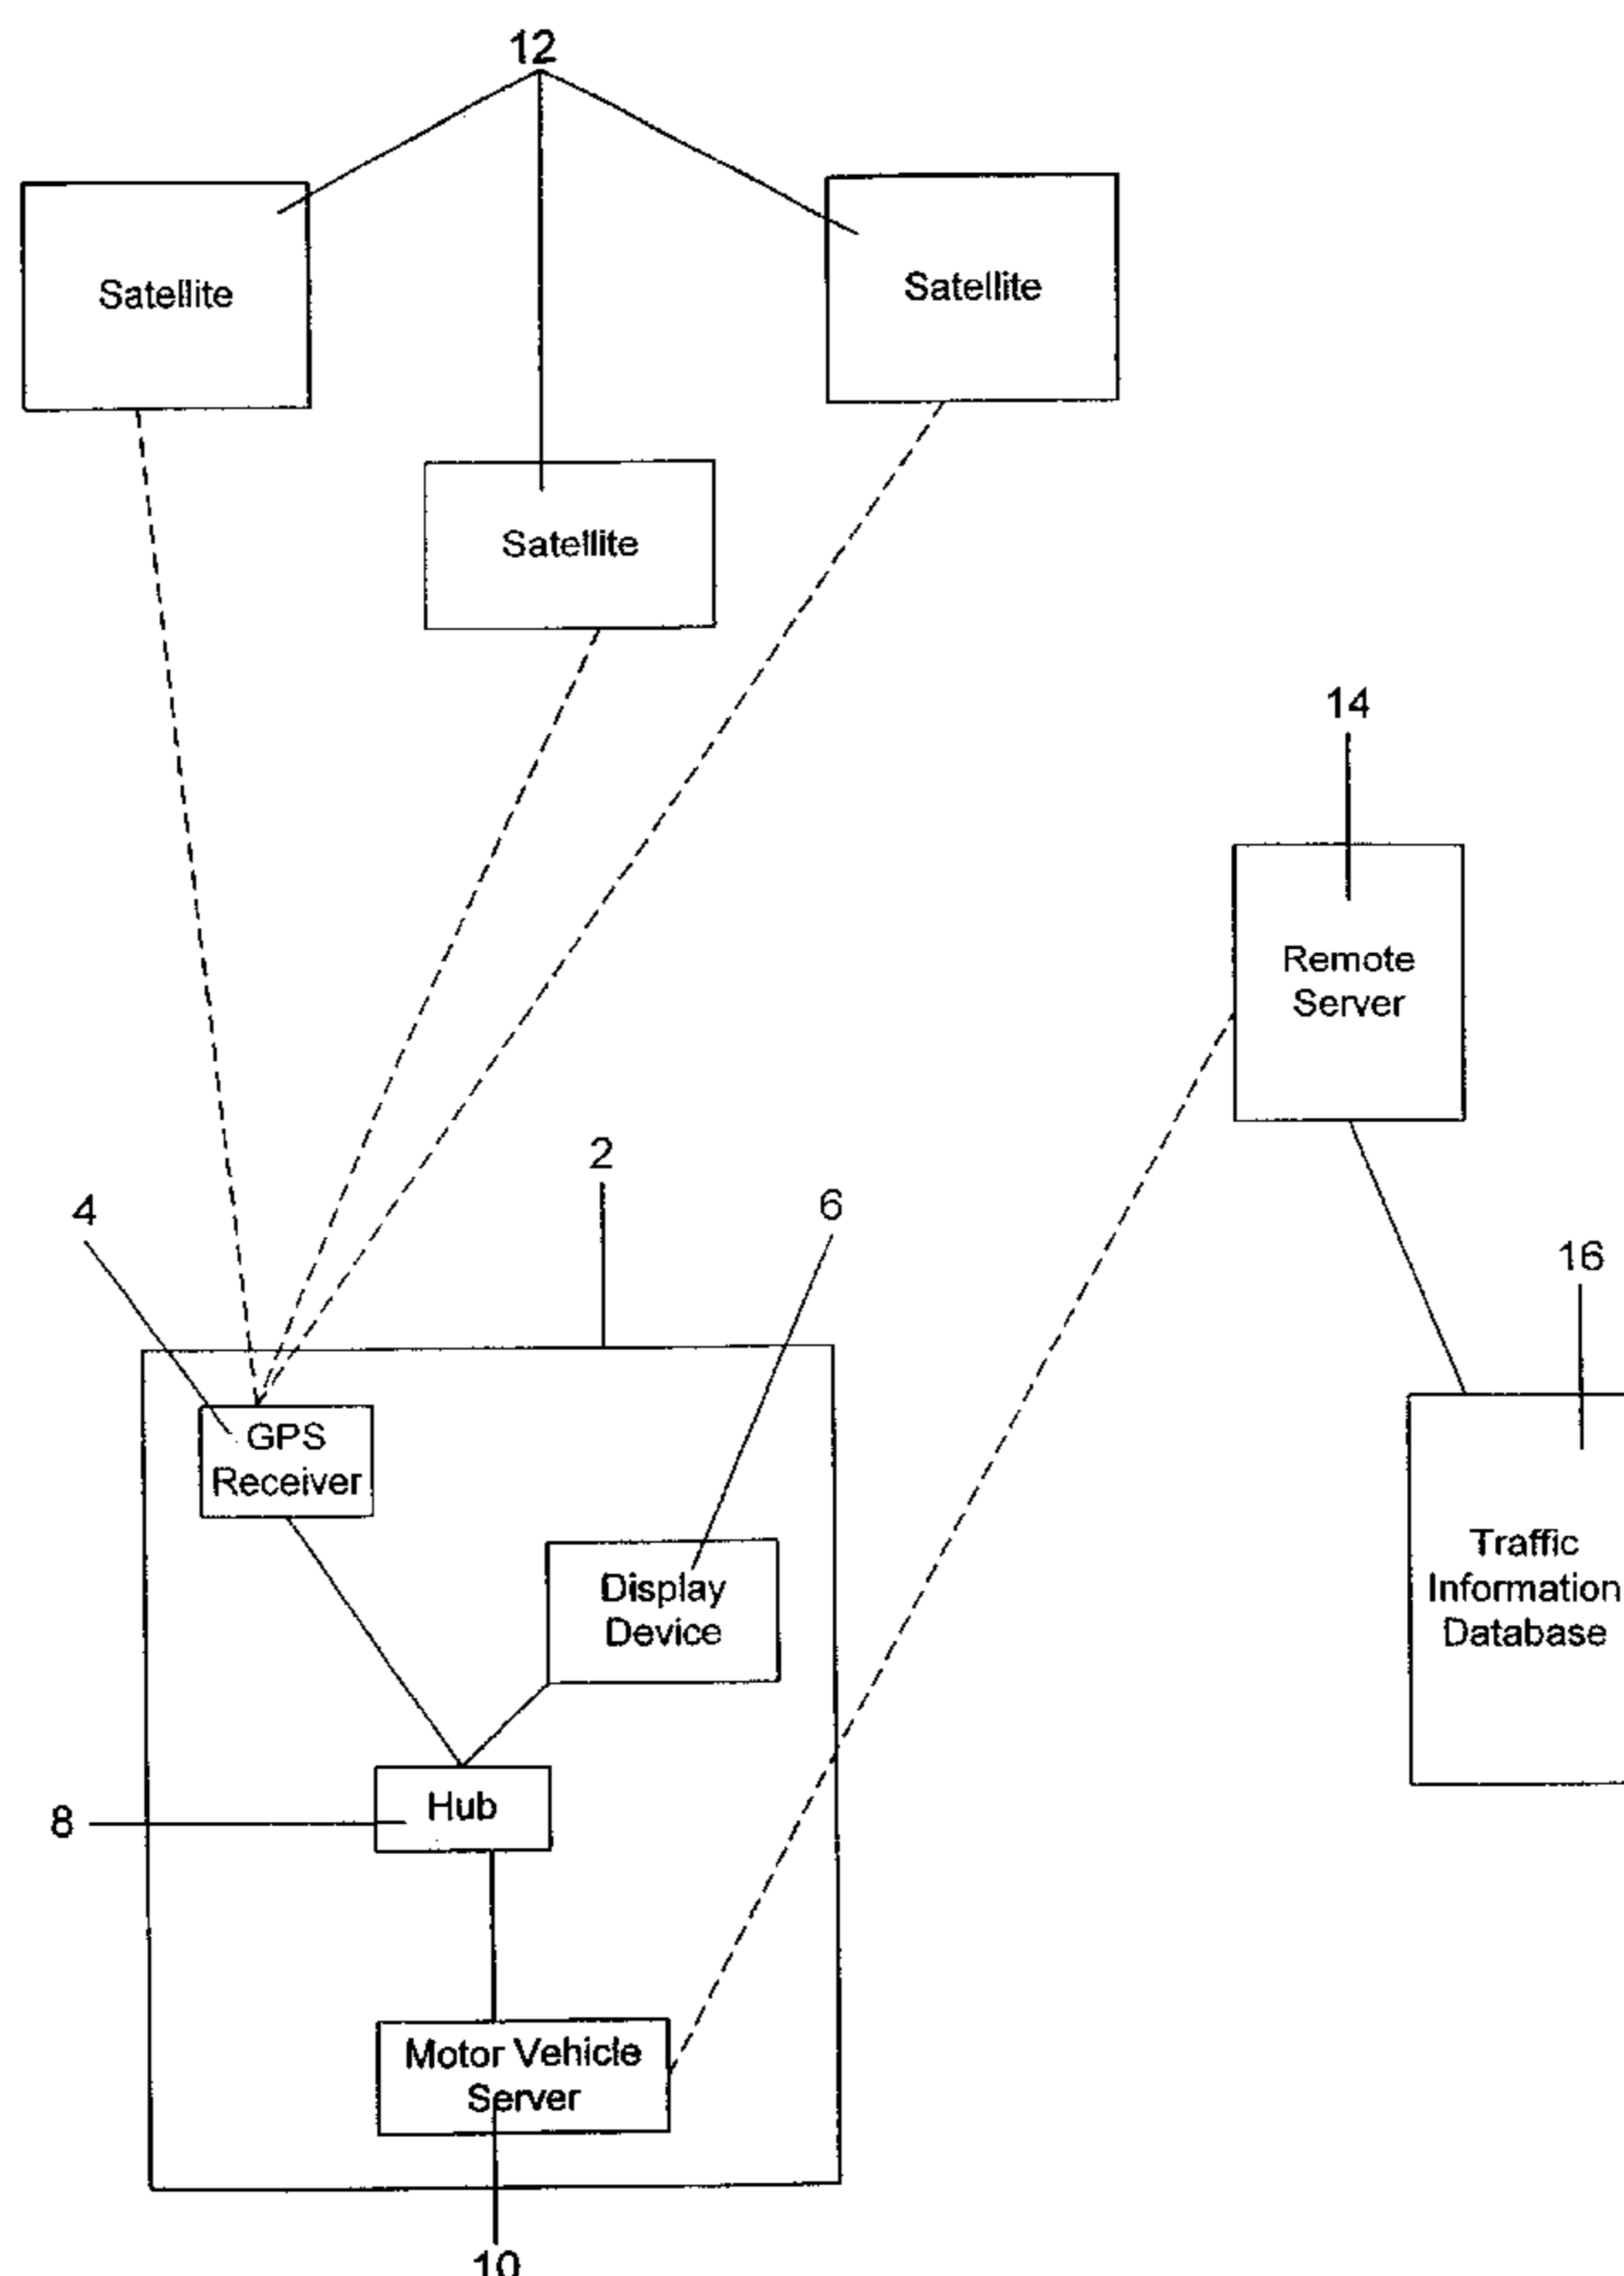 12
Satellite
Satellite
Satellite
14
Remote
Server
2
4
6
16
GPS
Receiver
Display
Device
Traffic
Information
Database
Hub
8
Motor Vehicle
Server
10